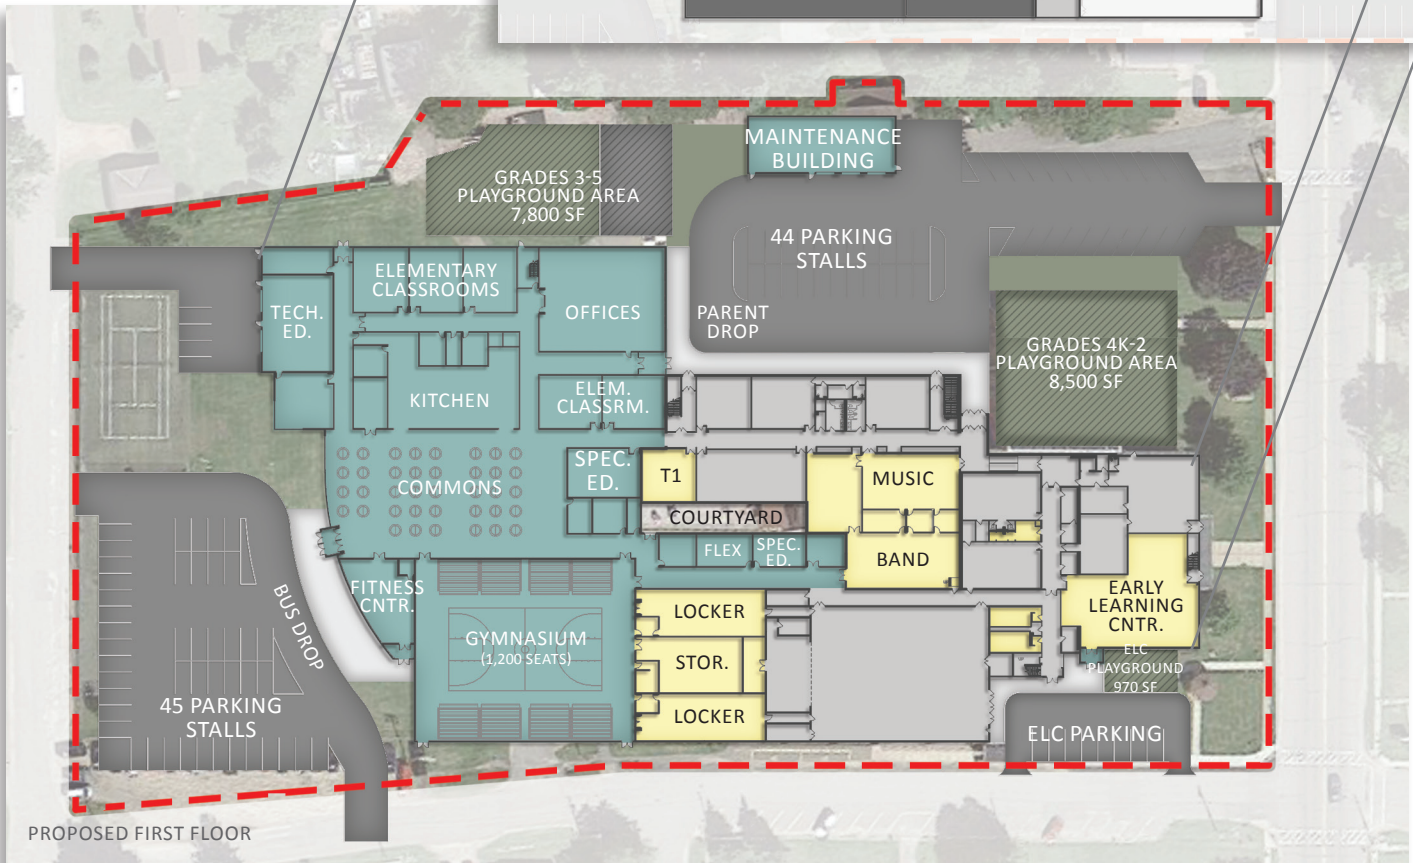 MAINTENANCE
BUILDING
GRADES 3-5
PLAYGROUND AREA
7,800 SF
44 PARKING
STALLS
ELEMENTARY
CLASSROOMS
OFFICES
TECH.
ED.
PARENT
DROP
GRADES 4K-2
PLAYGROUND AREA
8,500 SF
KITCHEN
ELEM.
CLASSRM.
SPEC.
ED.
T1
MUSIC
COMMONS
COURTYARD
FLEX
SPEC.
ED.
BAND
FITNESS
CNTR.
BUS DROP
EARLY
LEARNING
CNTR.
LOCKER
GYMNASIUM
(1,200 SEATS)
STOR.
ELC
PLAYGROUND
970 SF
45 PARKING
STALLS
LOCKER
ELC PARKING
PROPOSED FIRST FLOOR